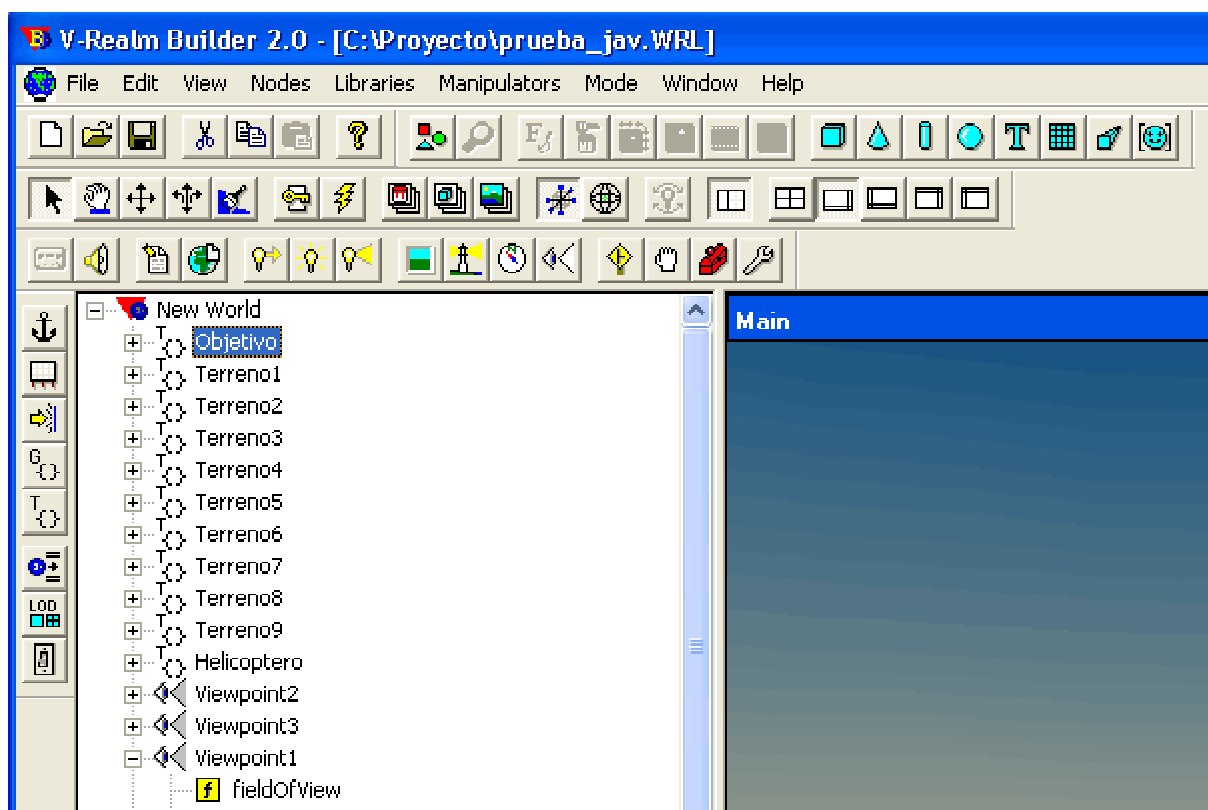 V-Realm Builder 2.0 - [C:\Proyecto\prueba_jav.WRL]
File Edit View Nodes Libraries Manipulators Mode Window Help
T
G
T
LOD
New World
Objetivo
Terreno1
Terreno2
Terreno3
Terreno4
Terreno5
Terreno6
Terreno7
Terreno8
Terreno9
Helicoptero
Viewpoint2
Viewpoint3
Viewpoint1
f fieldOfView
Main